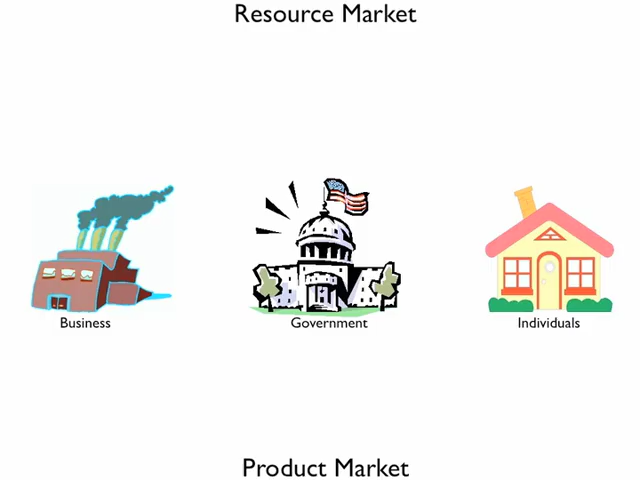 Resource Market
Business
Government
Individuals
Product Market